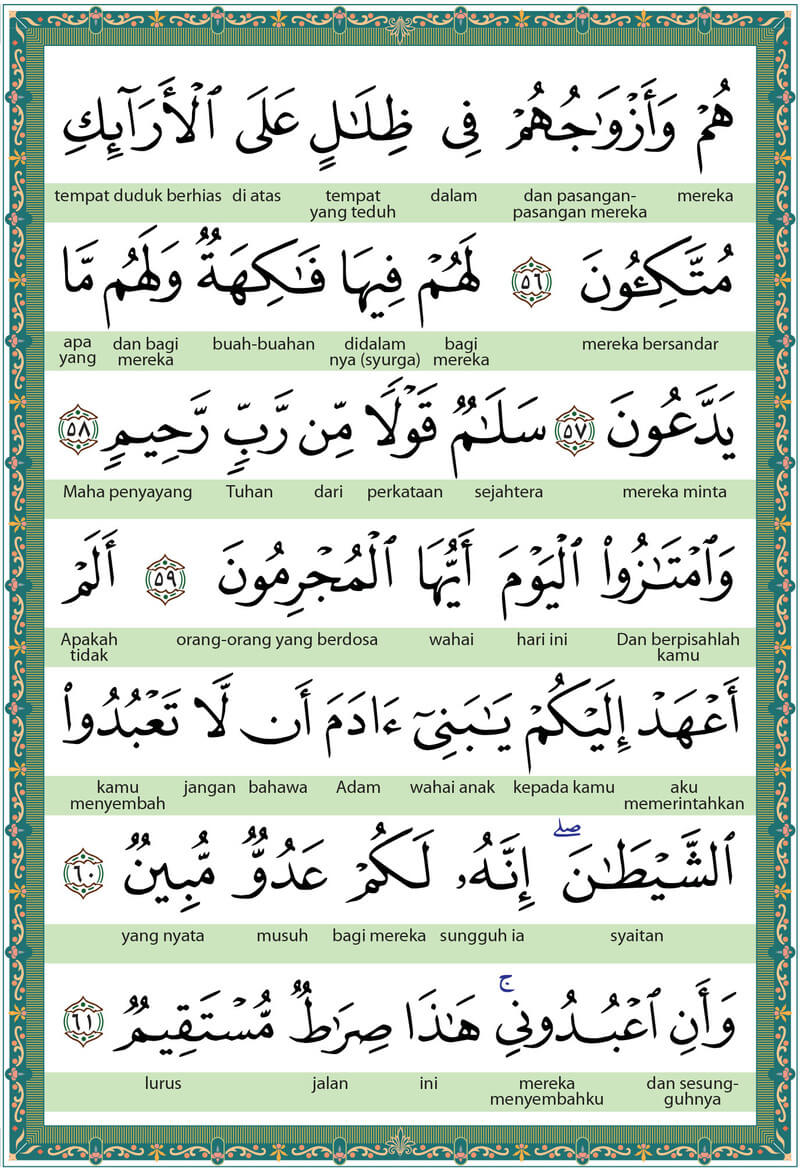 هُمْ وَأَزْوَٰجُهُمْ فِى ظِلَـٰلٍ عَلَى ٱلْأَرَآئِكِ
mereka dan pasangan-pasangan mereka dalam tempat yang teduh di atas tempat duduk berhias
مُتَّكِـُٔونَ ٥٦ لَهُمْ فِيهَا فَـٰكِهَةٌ وَلَهُم مَّا
mereka bersandar bagi mereka didalam nya (syurga) buah-buahan dan bagi mereka apa yang
يَدَّعُونَ ٥٧ سَلَـٰمٌ قَوْلًا مِّن رَّبٍّ رَّحِيمٍ ٥٨
mereka minta sejahtera perkataan dari Tuhan Maha penyayang
وَٱمْتَـٰزُوا۟ ٱلْيَوْمَ أَيُّهَا ٱلْمُجْرِمُونَ ٥٩ أَلَمْ
Dan berpisahlah kamu hari ini wahai orang-orang yang berdosa Apakah tidak
أَعْهَدْ إِلَيْكُمْ يَـٰبَنِىٓ ءَادَمَ أَن لَّا تَعْبُدُوا۟
aku memerintahkan kepada kamu wahai anak Adam bahawa jangan kamu menyembah
ٱلشَّيْطَـٰنَ ۖ إِنَّهُۥ لَكُمْ عَدُوٌّ مُّبِينٌ ٦٠
syaitan sungguh ia bagi mereka musuh yang nyata
وَأَنِ ٱعْبُدُونِى ۚ هَـٰذَا صِرَٰطٌ مُّسْتَقِيمٌ ٦١
dan sesung-guhnya mereka menyembahku ini jalan lurus